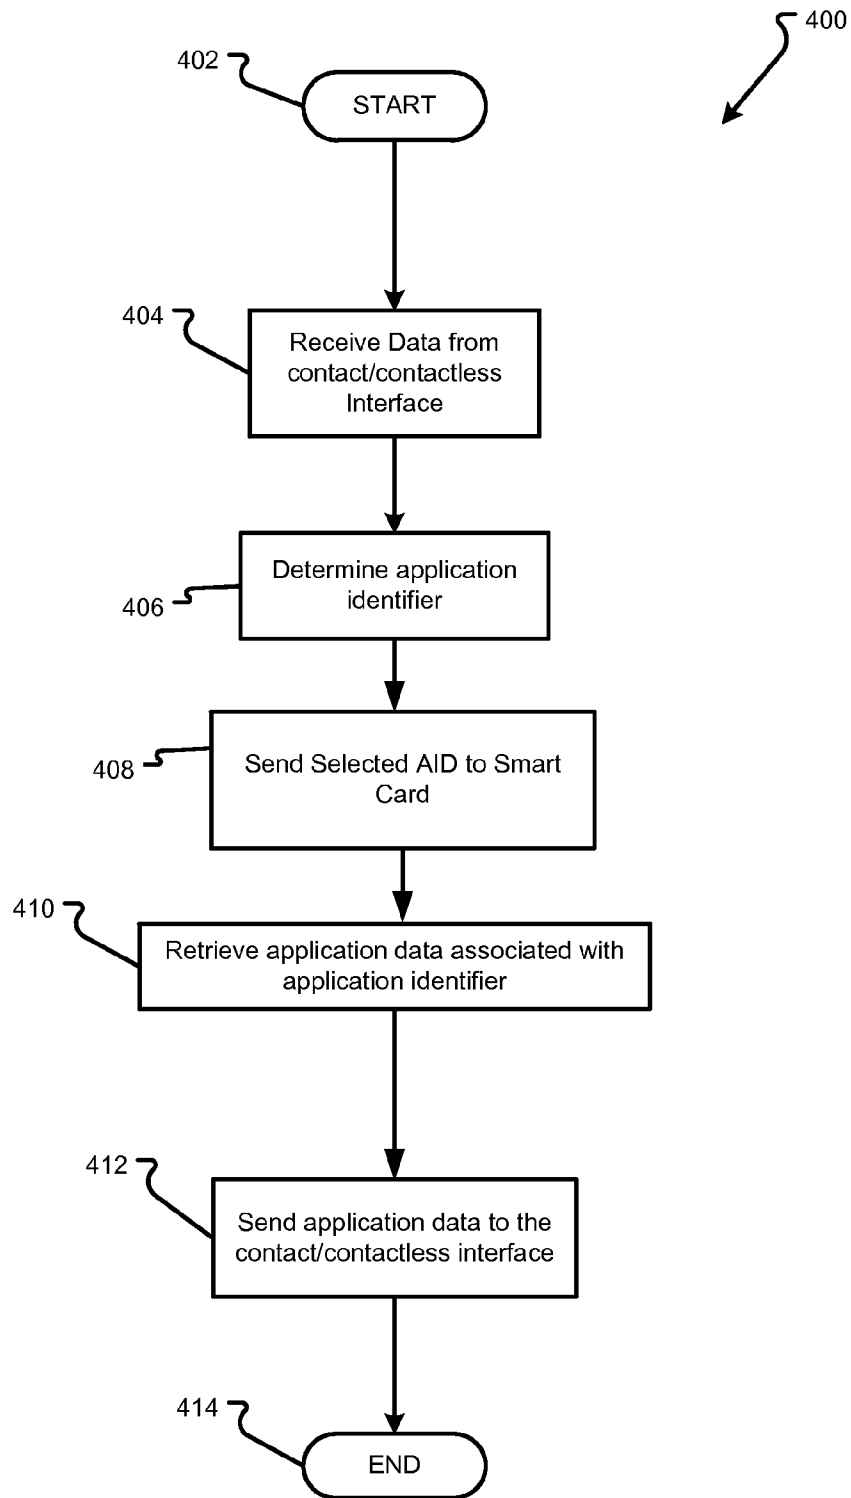 400
402
START
404
Receive Data from
contact/contactless
Interface
406
Determine application
identifier
408
Send Selected AID to Smart
Card
410
Retrieve application data associated with
application identifier
412
Send application data to the
contact/contactless interface
414
END